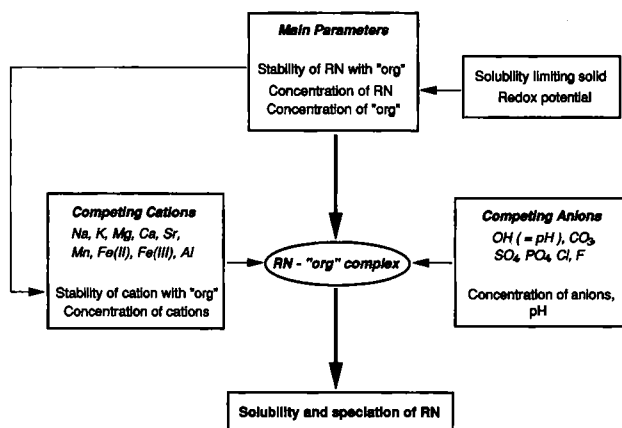 Main Parameters
Stability of RN with "org"
Concentration of RN
Concentration of "org"
Solubility limiting solid
Redox potential
Competing Cations
Na, K, Mg, Ca, Sr,
Mn, Fe(II), Fe(III), Al
Stability of cation with "org"
Concentration of cations
RN - "org" complex
Competing Anions
OH ( = pH ), CO₃,
SO₄, PO₄, Cl, F
Concentration of anions,
pH
Solubility and speciation of RN